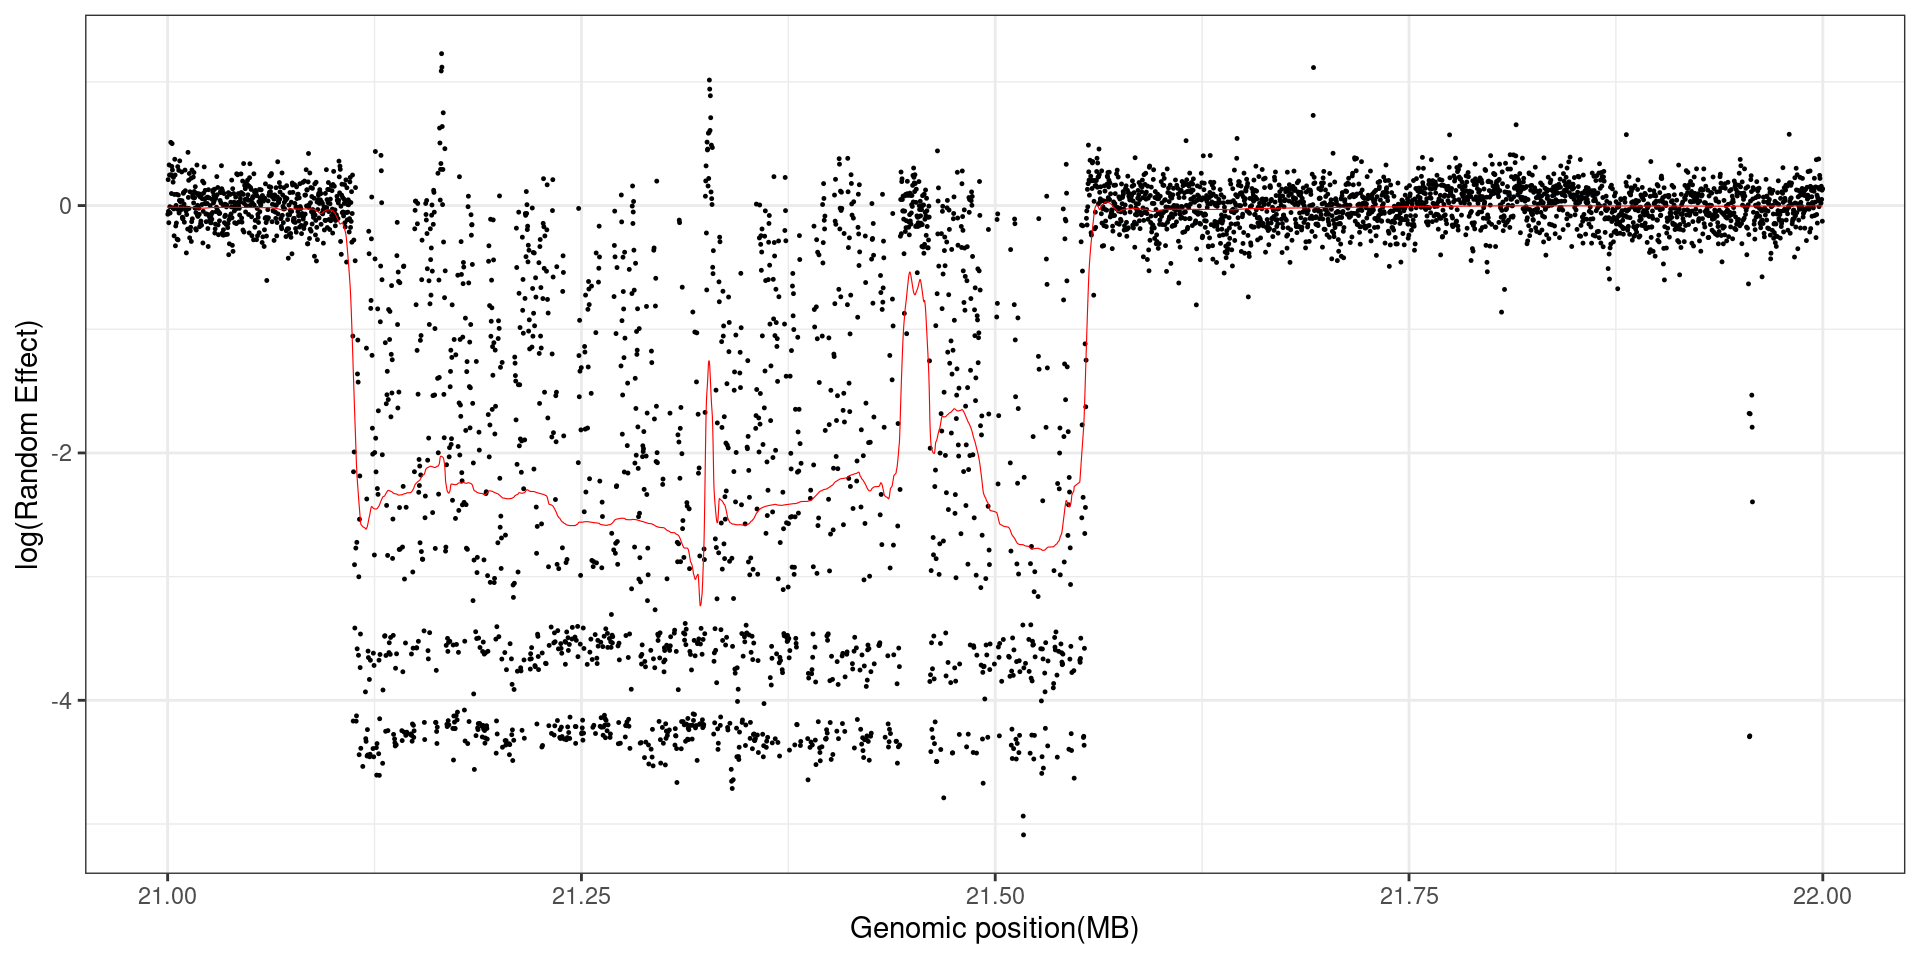 log(Random Effect)
0
-2
-4
21.00 21.25 21.50 21.75 22.00
Genomic position(MB)